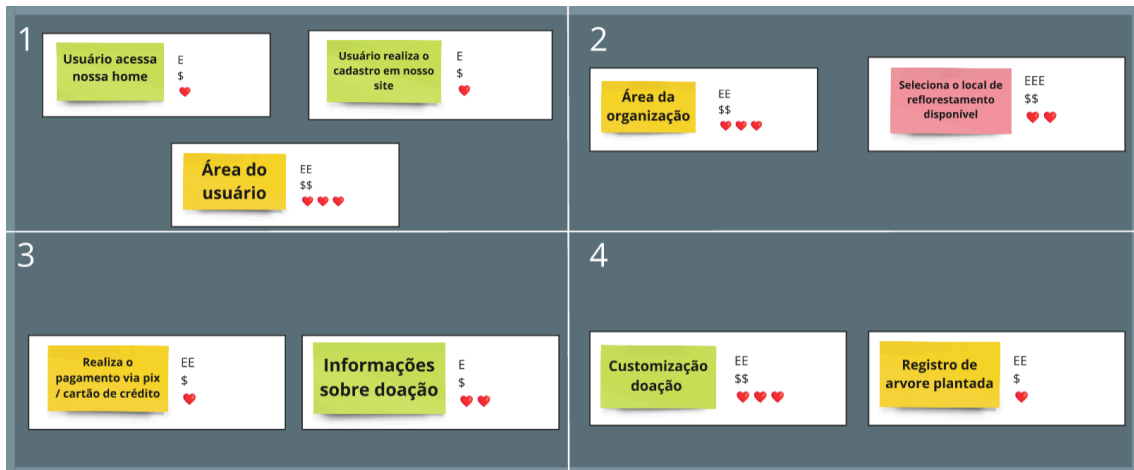 1
Usuário acessa
nossa home
E
$
Usuário realiza o
cadastro em nosso
site
E
$
Área do
usuário
EE
$$
2
Área da
organização
EE
$$
Seleciona o local de
reflorestamento
disponível
EEE
$$
3
Realiza o
pagamento via pix
/ cartão de crédito
EE
$
Informações
sobre doação
E
$
4
Customização
doação
EE
$$
Registro de
arvore plantada
EE
$